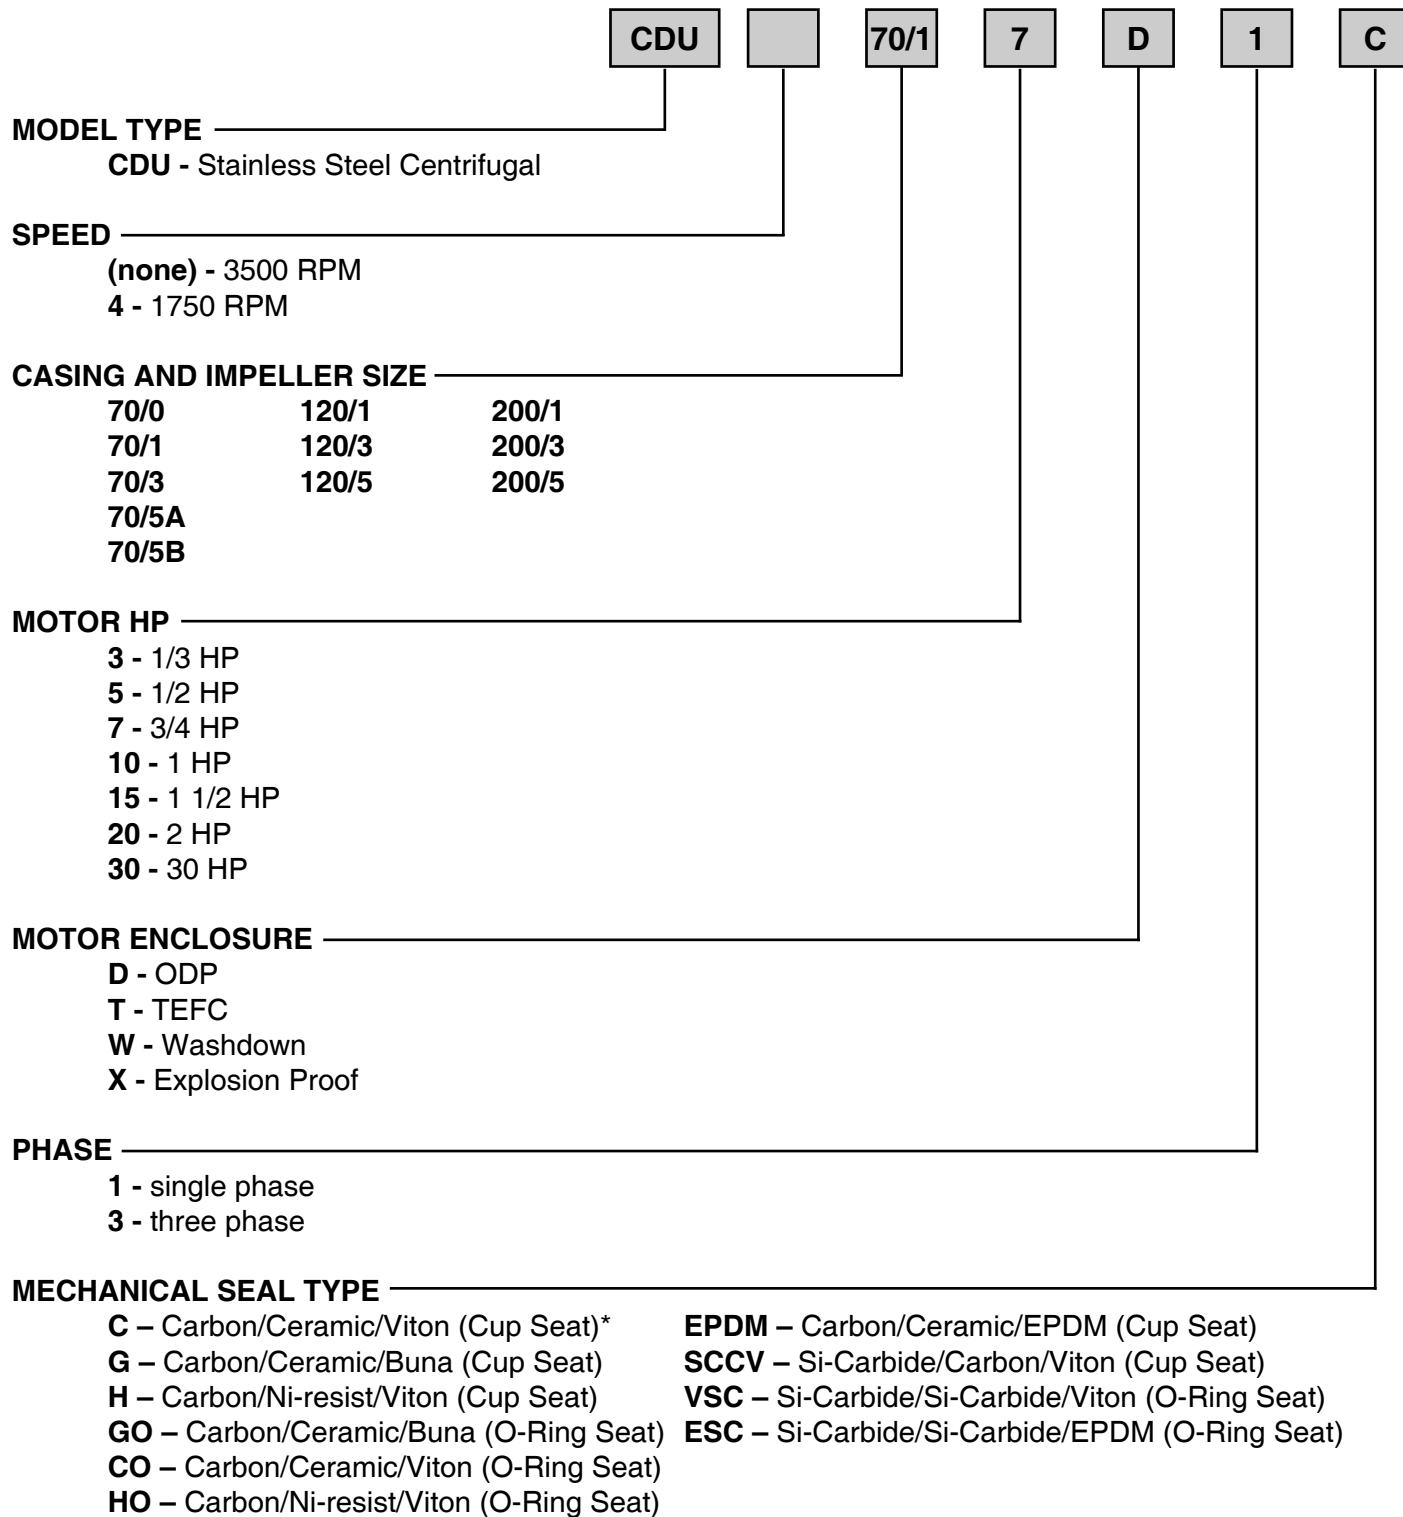 CDU 70/1 7 D 1 C
MODEL TYPE
CDU - Stainless Steel Centrifugal
SPEED
(none) - 3500 RPM
4 - 1750 RPM
CASING AND IMPELLER SIZE
70/0 120/1 200/1
70/1 120/3 200/3
70/3 120/5 200/5
70/5A
70/5B
MOTOR HP
3 - 1/3 HP
5 - 1/2 HP
7 - 3/4 HP
10 - 1 HP
15 - 1 1/2 HP
20 - 2 HP
30 - 30 HP
MOTOR ENCLOSURE
D - ODP
T - TEFC
W - Washdown
X - Explosion Proof
PHASE
1 - single phase
3 - three phase
MECHANICAL SEAL TYPE
C – Carbon/Ceramic/Viton (Cup Seat)* EPDM – Carbon/Ceramic/EPDM (Cup Seat)
G – Carbon/Ceramic/Buna (Cup Seat) SCCV – Si-Carbide/Carbon/Viton (Cup Seat)
H – Carbon/Ni-resist/Viton (Cup Seat) VSC – Si-Carbide/Si-Carbide/Viton (O-Ring Seat)
GO – Carbon/Ceramic/Buna (O-Ring Seat) ESC – Si-Carbide/Si-Carbide/EPDM (O-Ring Seat)
CO – Carbon/Ceramic/Viton (O-Ring Seat)
HO – Carbon/Ni-resist/Viton (O-Ring Seat)